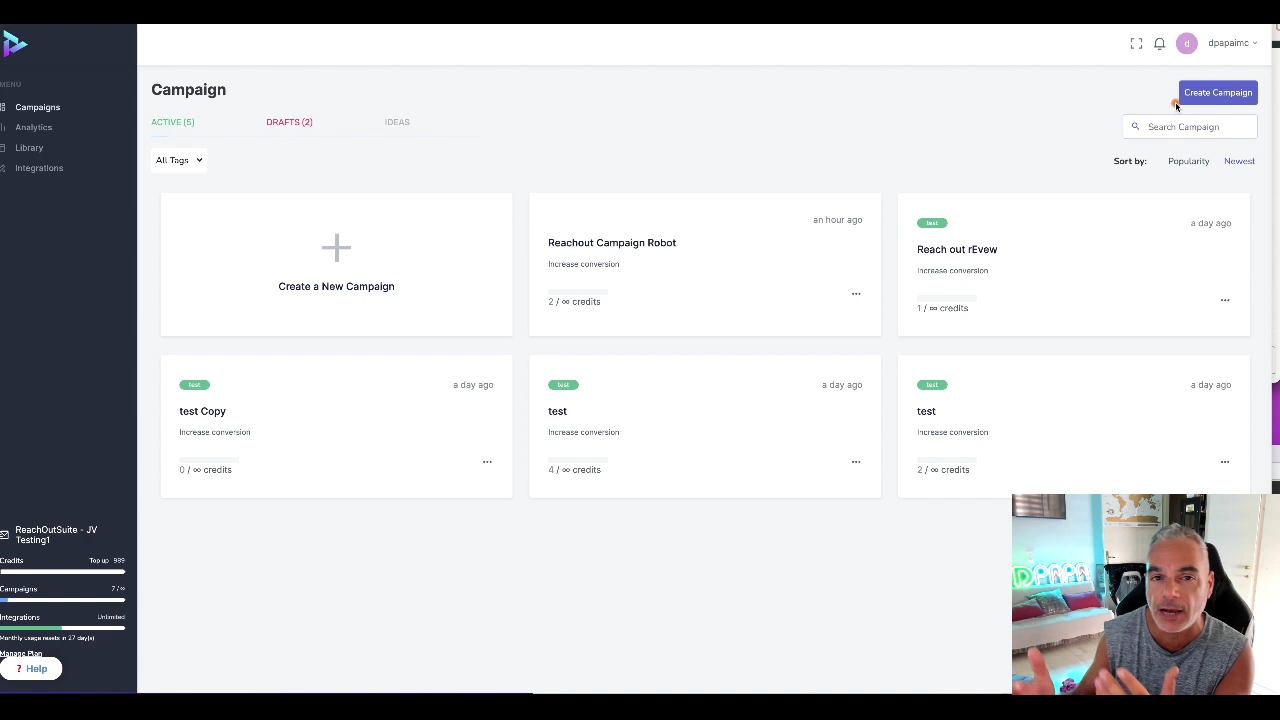 dpapaimc
d
MENU
Campaigns
Analytics
Library
Integrations
Campaign
Create Campaign
ACTIVE (5)
DRAFTS (2)
IDEAS
Search Campaign
All Tags
Sort by:
Popularity
Newest
Create a New Campaign
an hour ago
Reachout Campaign Robot
Increase conversion
2 / ∞ credits
test
a day ago
Reach out rEvew
Increase conversion
1 / ∞ credits
test
a day ago
test Copy
Increase conversion
0 / ∞ credits
test
a day ago
test
Increase conversion
4 / ∞ credits
test
a day ago
test
Increase conversion
2 / ∞ credits
ReachOutSuite - JV
Testing1
Credits
Top up 989
Campaigns
7 / ∞
Integrations
Unlimited
Monthly usage resets in 27 day(s)
Manage Plan
? Help